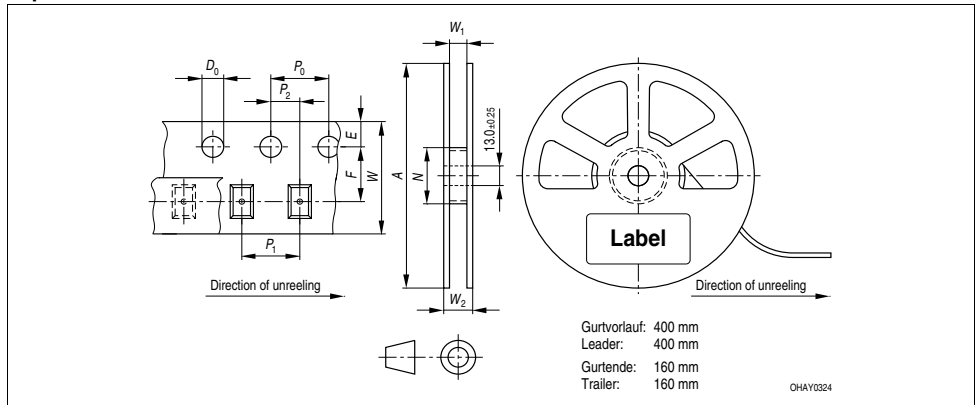 W1
D0
P0
P2
13.0±0.25
E
F
W
A
N
Label
P1
Direction of unreeling
Direction of unreeling
W2
Gurtvorlauf: 400 mm
Leader: 400 mm
Gurtende: 160 mm
Trailer: 160 mm
OHAY0324